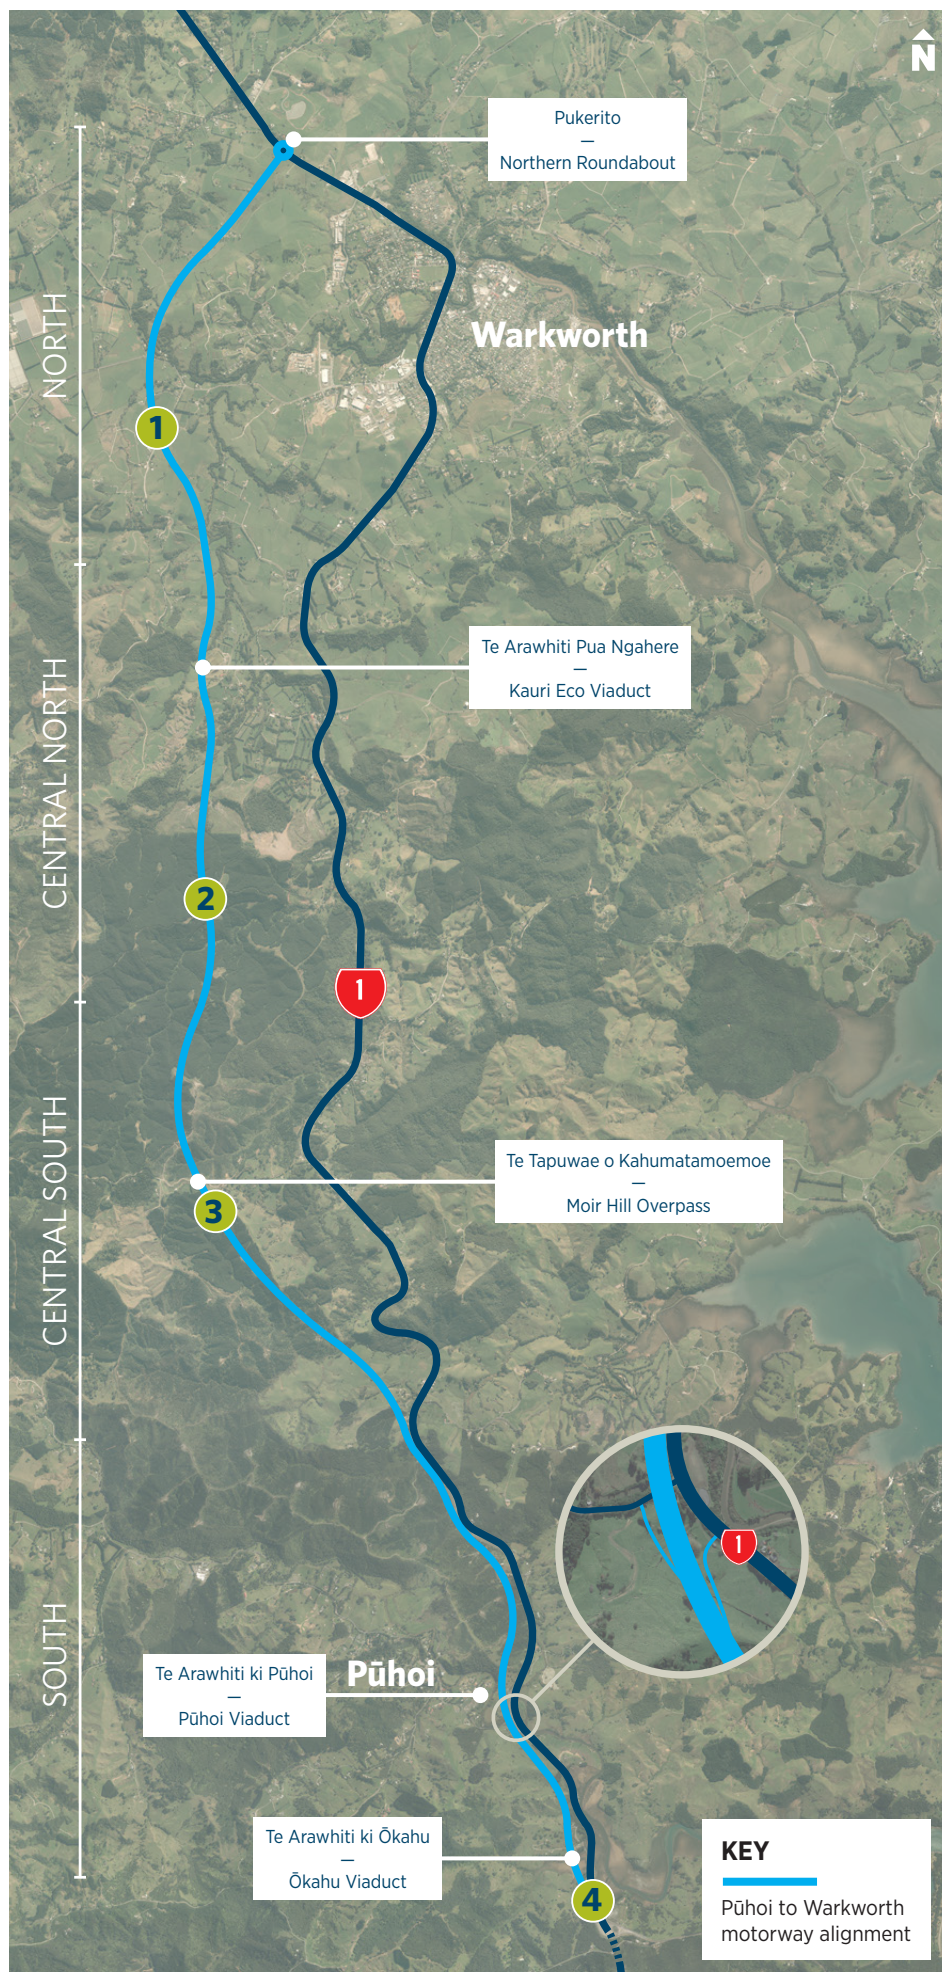 N
Pukerito
—
Northern Roundabout
NORTH
Warkworth
1
Te Arawhiti Pua Ngahere
—
Kauri Eco Viaduct
CENTRAL NORTH
2
1
Te Tapuwae o Kahumatamoemoe
—
Moir Hill Overpass
3
CENTRAL SOUTH
1
SOUTH
Te Arawhiti ki Pūhoi
—
Pūhoi Viaduct
Pūhoi
Te Arawhiti ki Ōkahu
—
Ōkahu Viaduct
4
KEY
Pūhoi to Warkworth
motorway alignment